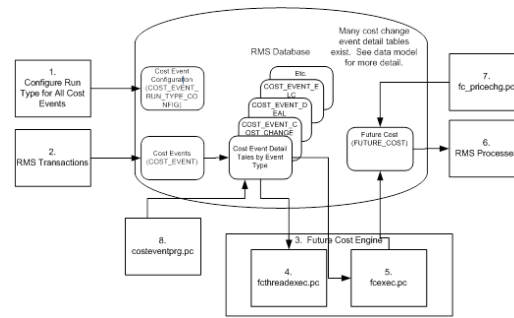 Many cost change
event detail tables
exist. See data model
for more detail.
RMS Database
1.
Configure Run
Type for All Cost
Events
Cost Event
Configuration
(COST_EVENT_
RUN_TYPE_CO
NFIG)
Etc.
COST_EVENT_E
LC
COST_EVENT_D
EAL
COST_EVENT_C
OST_CHANGE
Cost Event Detail
Tales by Event
Type
7.
fc_pricechg.pc
2.
RMS Transactions
Cost Events
(COST_EVENT)
Future Cost
(FUTURE_COST)
6.
RMS Processes
8.
costeventprg.pc
3. Future Cost Engine
4.
fcthreadexec.pc
5.
fcexec.pc